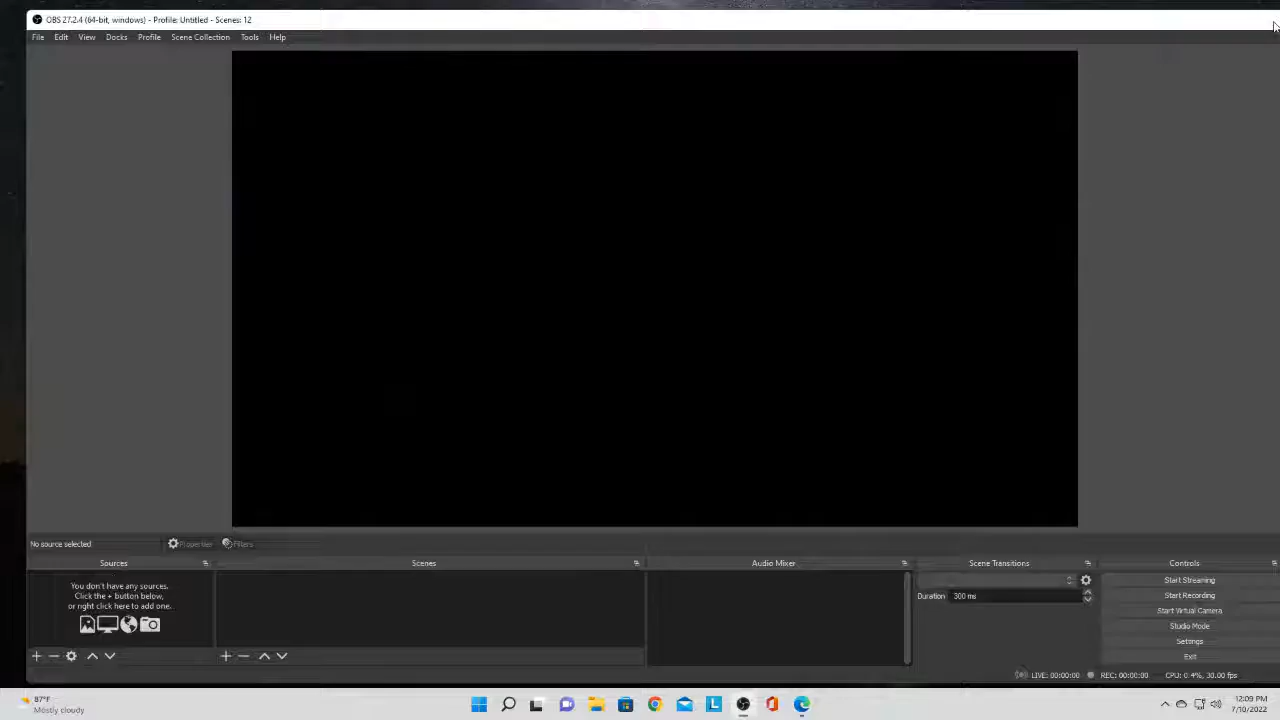 OBS 27.2.4 (64-bit, windows) - Profile: Untitled - Scenes: 12
File Edit View Docks Profile Scene Collection Tools Help
No source selected Properties Filters
Sources Scenes Audio Mixer Scene Transitions Controls
You don't have any sources.
Click the + button below,
or right click here to add one.
Duration 300 ms
Start Streaming
Start Recording
Start Virtual Camera
Studio Mode
Settings
Exit
LIVE: 00:00:00 REC: 00:00:00 CPU: 0.4%, 30.00 fps
87°F
Mostly cloudy
12:09 PM
7/10/2022